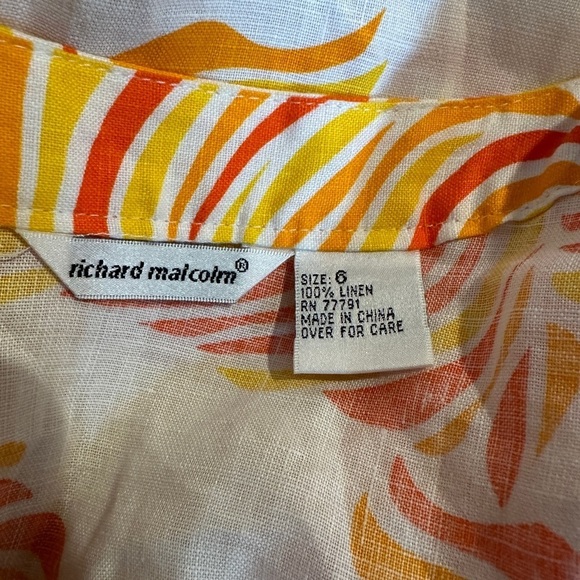 richard malcolm®
SIZE: 6
100% LINEN
RN 77791
MADE IN CHINA
OVER FOR CARE